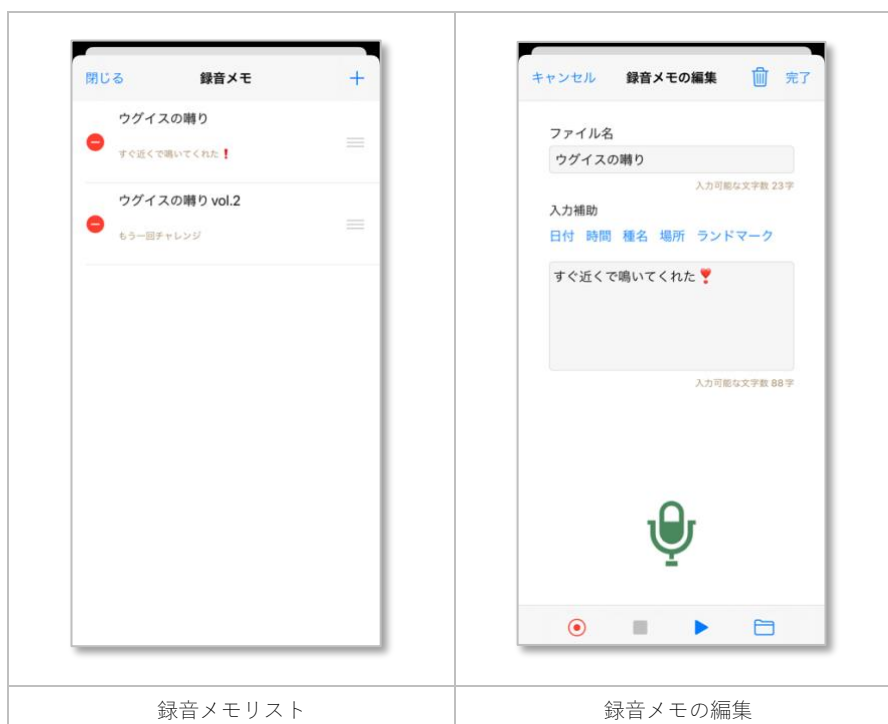 閉じる 録音メモ
ウグイスの囀り
すぐ近くで鳴いてくれた❗
ウグイスの囀り vol.2
もう一回チャレンジ
録音メモリスト
キャンセル 録音メモの編集 完了
ファイル名
ウグイスの囀り
入力可能な文字数 23字
入力補助
日付 時間 種名 場所 ランドマーク
すぐ近くで鳴いてくれた❣
入力可能な文字数 88字
録音メモの編集